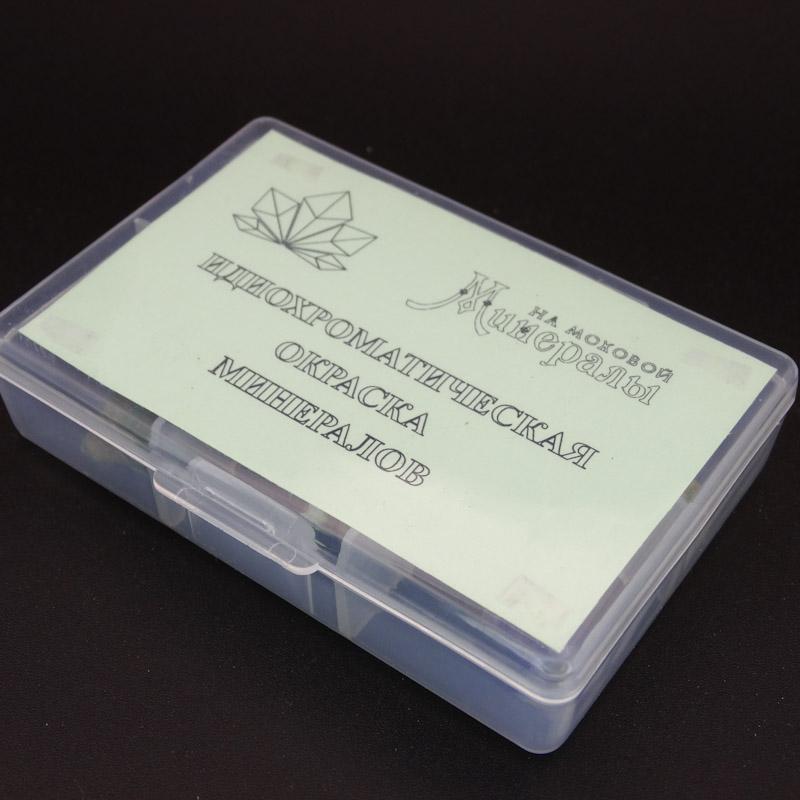 НА МОХОВОЙ
Минералы
ИДИОХРОМАТИЧЕСКАЯ
ОКРАСКА
МИНЕРАЛОВ